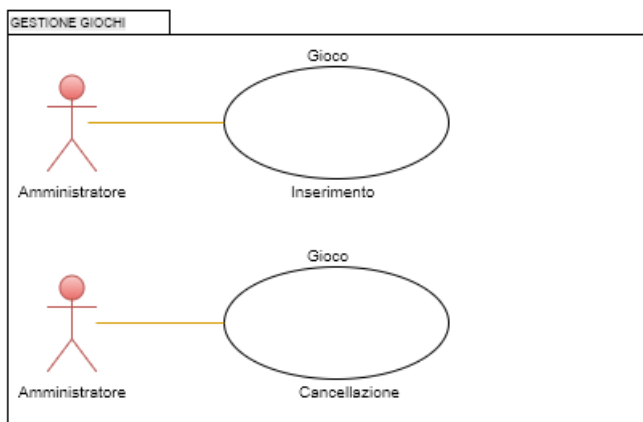 GESTIONE GIOCHI
Gioco
Amministratore
Inserimento
Gioco
Amministratore
Cancellazione